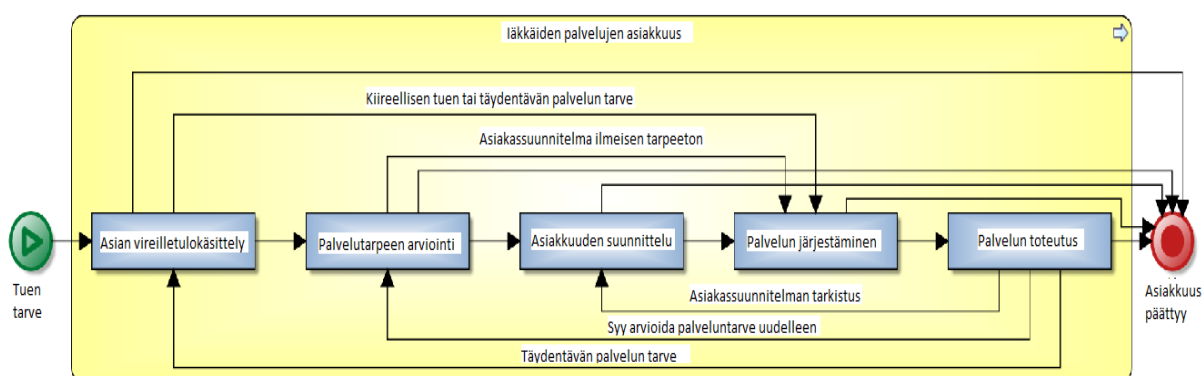 Iäkkäiden palvelujen asiakkuus
Kiireellisen tuen tai täydentävän palvelun tarve
Asiakassuunnitelma ilmeisen tarpeeton
Asian vireilletulokäsittely
Palvelutarpeen arviointi
Asiakkuuden suunnittelu
Palvelun järjestäminen
Palvelun toteutus
Tuen
tarve
Asiakkuus
päättyy
Asiakassuunnitelman tarkistus
Syy arvioida palveluntarve uudelleen
Täydentävän palvelun tarve